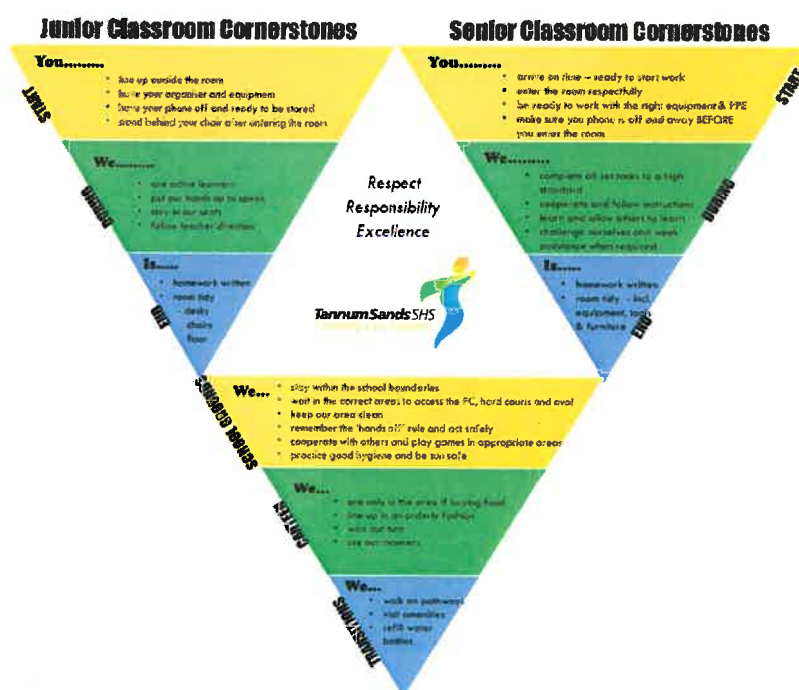 Junior Classroom Cornerstones
You.........
START
line up outside the room
have your organiser and equipment
have your phone off and ready to be stored
stand behind your chair after entering the room
We.........
DURING
are active learners
put our hands up to speak
stay in our seats
follow teacher direction
Is.....
END
homework written
room tidy
- desks
chairs
floor
Senior Classroom Cornerstones
You.........
START
arrive on time – ready to start work
enter the room respectfully
be ready to work with the right equipment & PPE
make sure you phone is off and away BEFORE
you enter the room
We.........
DURING
complete all set tasks to a high
standard
cooperate and follow instructions
learn and allow others to learn
challenge ourselves and seek
assistance when required
Is.....
END
homework written
room tidy - incl.
equipment, tools
& furniture
Respect
Responsibility
Excellence
Tannum Sands SHS
SCHOOL GROUNDS
We...
stay within the school boundaries
wait in the correct areas to access the PC, hard courts and oval
keep our area clean
remember the 'hands off' rule and act safely
cooperate with others and play games in appropriate areas
practice good hygiene and be sun safe
CANTEEN
We...
are only in the area if buying food
line up in an orderly fashion
wait our turn
use our manners
TRANSITIONS
We...
walk on pathways
visit amenities
refill water
bottles